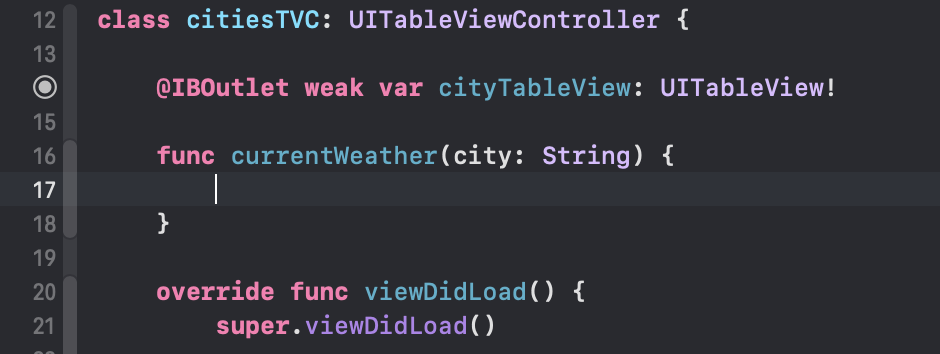 12 class citiesTVC: UITableViewController {
13
@IBOutlet weak var cityTableView: UITableView!
15
16 func currentWeather(city: String) {
17
18 }
19
20 override func viewDidLoad() {
21 super.viewDidLoad()